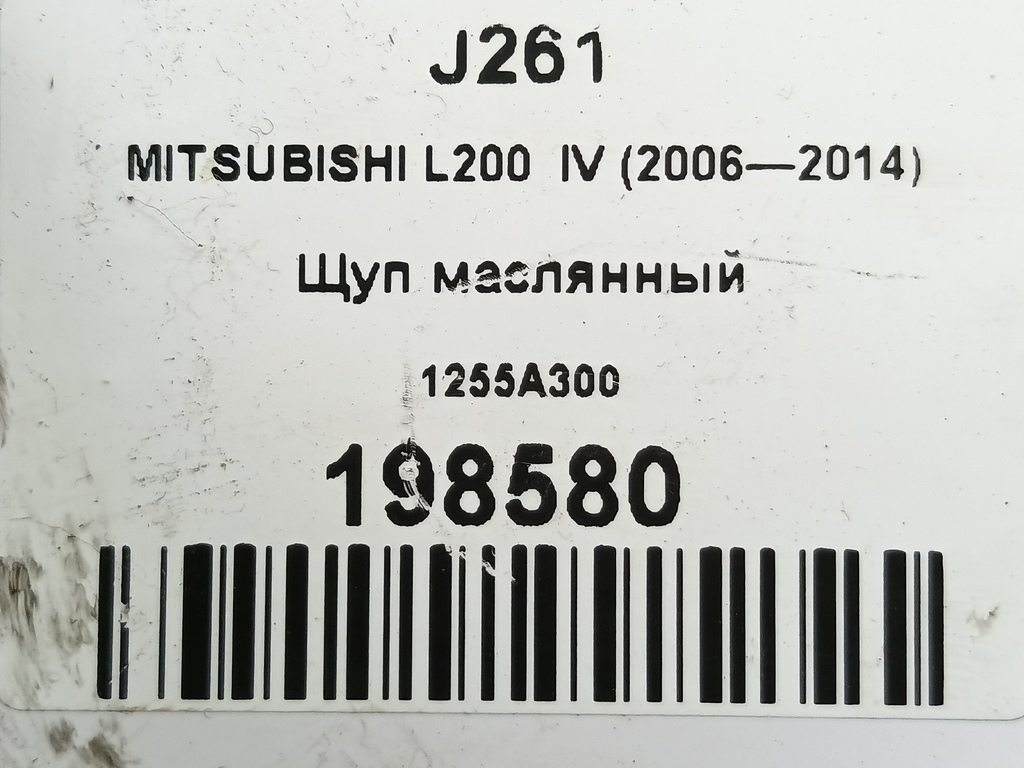 J261
MITSUBISHI L200 IV (2006—2014)
Щуп маслянный
1255A300
198580